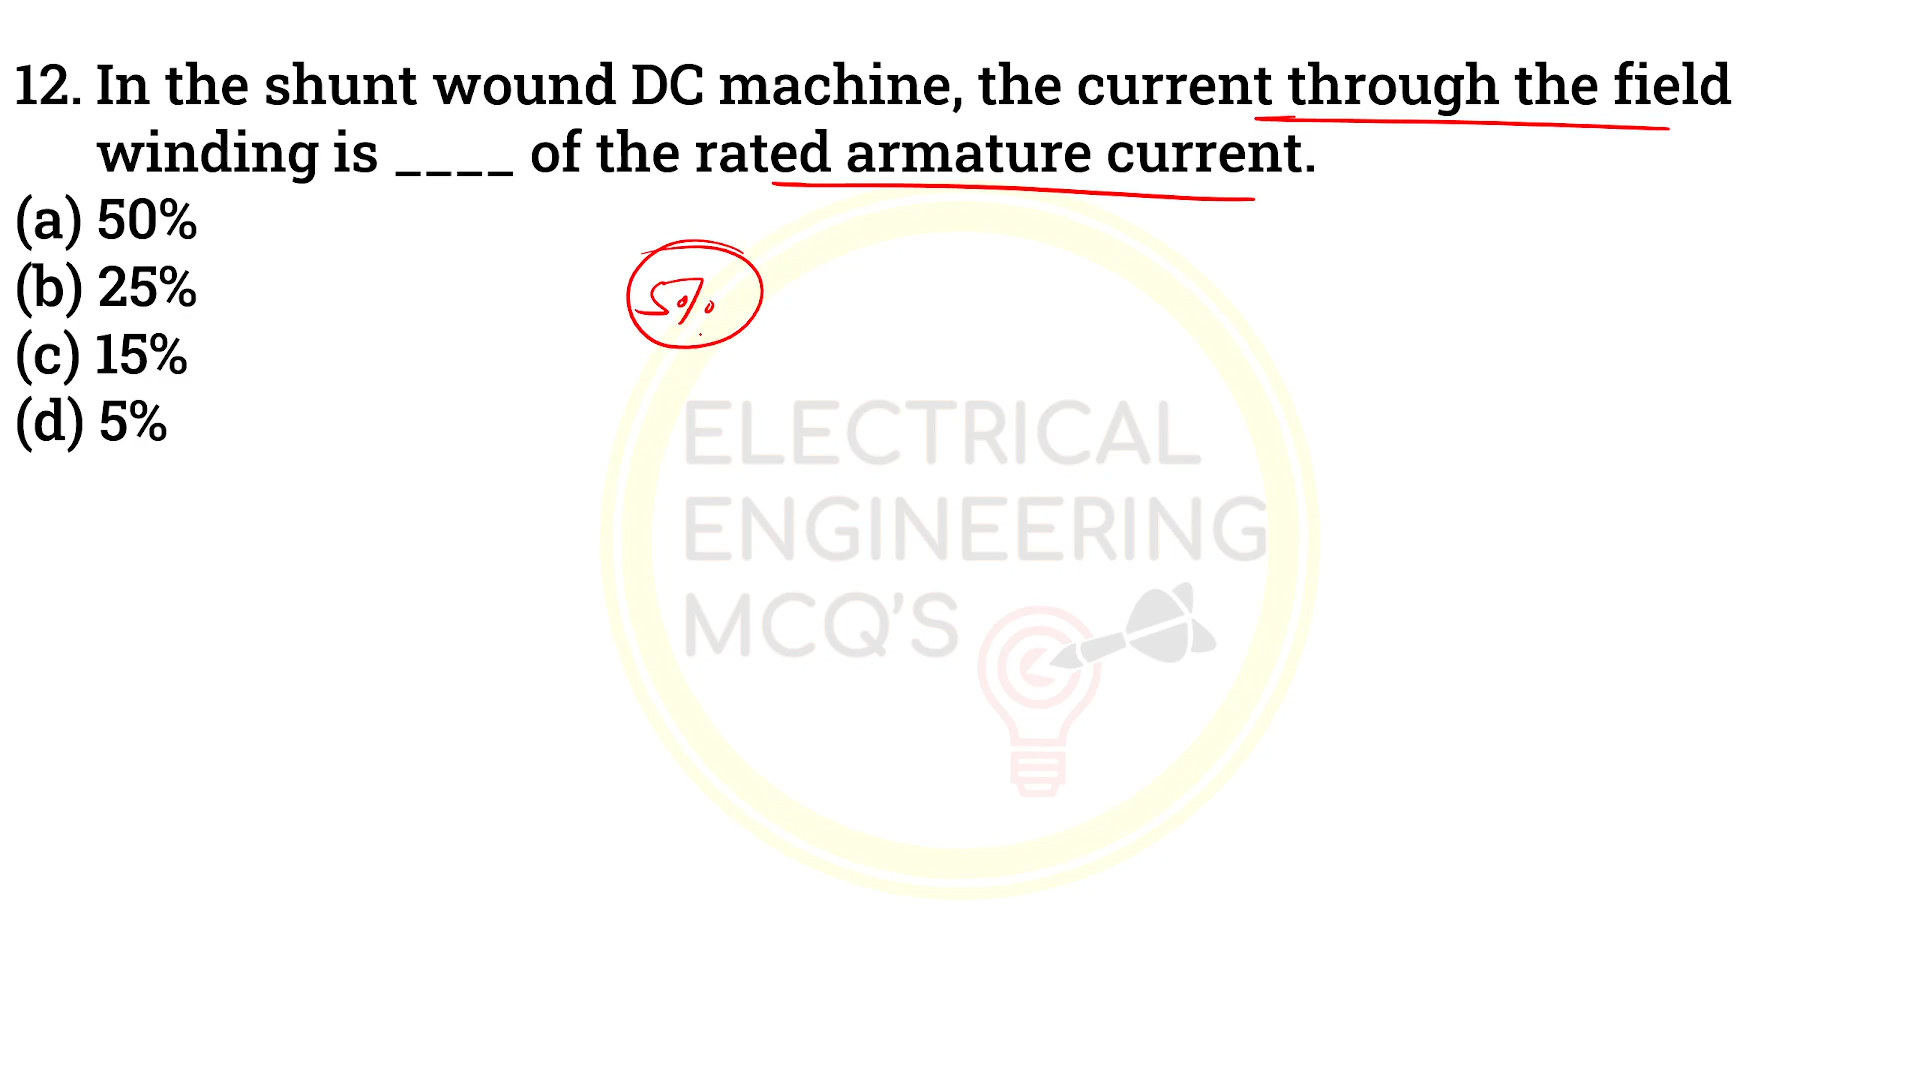 12. In the shunt wound DC machine, the current through the field
winding is ____ of the rated armature current.
(a) 50%
(b) 25%
(c) 15%
(d) 5%
5%
ELECTRICAL
ENGINEERING
MCQ'S